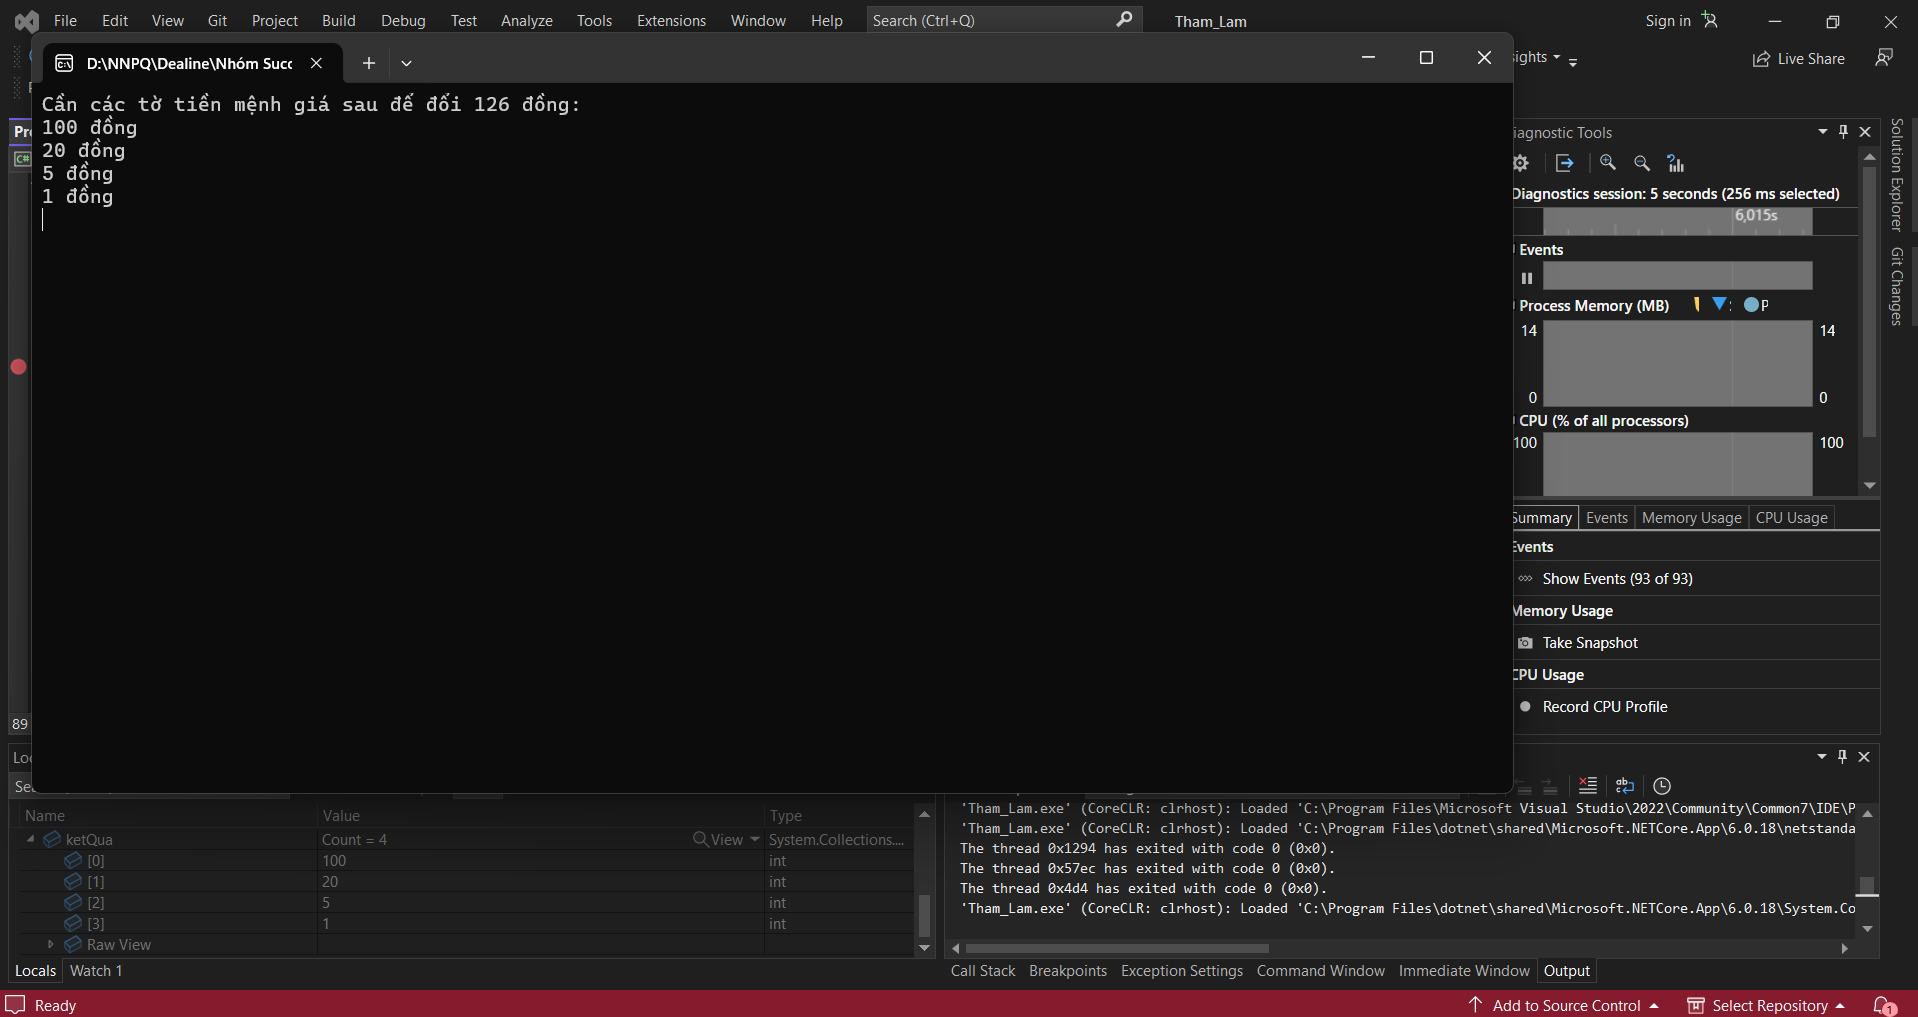 File Edit View Git Project Build Debug Test Analyze Tools Extensions Window Help Search (Ctrl+Q) Tham_Lam Sign in
Live Share
D:\NNPQ\Dealine\Nhóm Succ
Cần các tờ tiền mệnh giá sau để đổi 126 đồng:
100 đồng
20 đồng
5 đồng
1 đồng
iagnostic Tools
Diagnostics session: 5 seconds (256 ms selected)
6,015s
Events
Process Memory (MB) P
14 14
0 0
CPU (% of all processors)
100 100
Summary Events Memory Usage CPU Usage
Events
Show Events (93 of 93)
Memory Usage
Take Snapshot
CPU Usage
Record CPU Profile
Solution Explorer
Git Changes
89
Name Value Type
ketQua Count = 4 View System.Collections....
[0] 100 int
[1] 20 int
[2] 5 int
[3] 1 int
Raw View
Locals Watch 1
'Tham_Lam.exe' (CoreCLR: clrhost): Loaded 'C:\Program Files\Microsoft Visual Studio\2022\Community\Common7\IDE\P
'Tham_Lam.exe' (CoreCLR: clrhost): Loaded 'C:\Program Files\dotnet\shared\Microsoft.NETCore.App\6.0.18\netstanda
The thread 0x1294 has exited with code 0 (0x0).
The thread 0x57ec has exited with code 0 (0x0).
The thread 0x4d4 has exited with code 0 (0x0).
'Tham_Lam.exe' (CoreCLR: clrhost): Loaded 'C:\Program Files\dotnet\shared\Microsoft.NETCore.App\6.0.18\System.Co
Call Stack Breakpoints Exception Settings Command Window Immediate Window Output
Ready Add to Source Control Select Repository 1